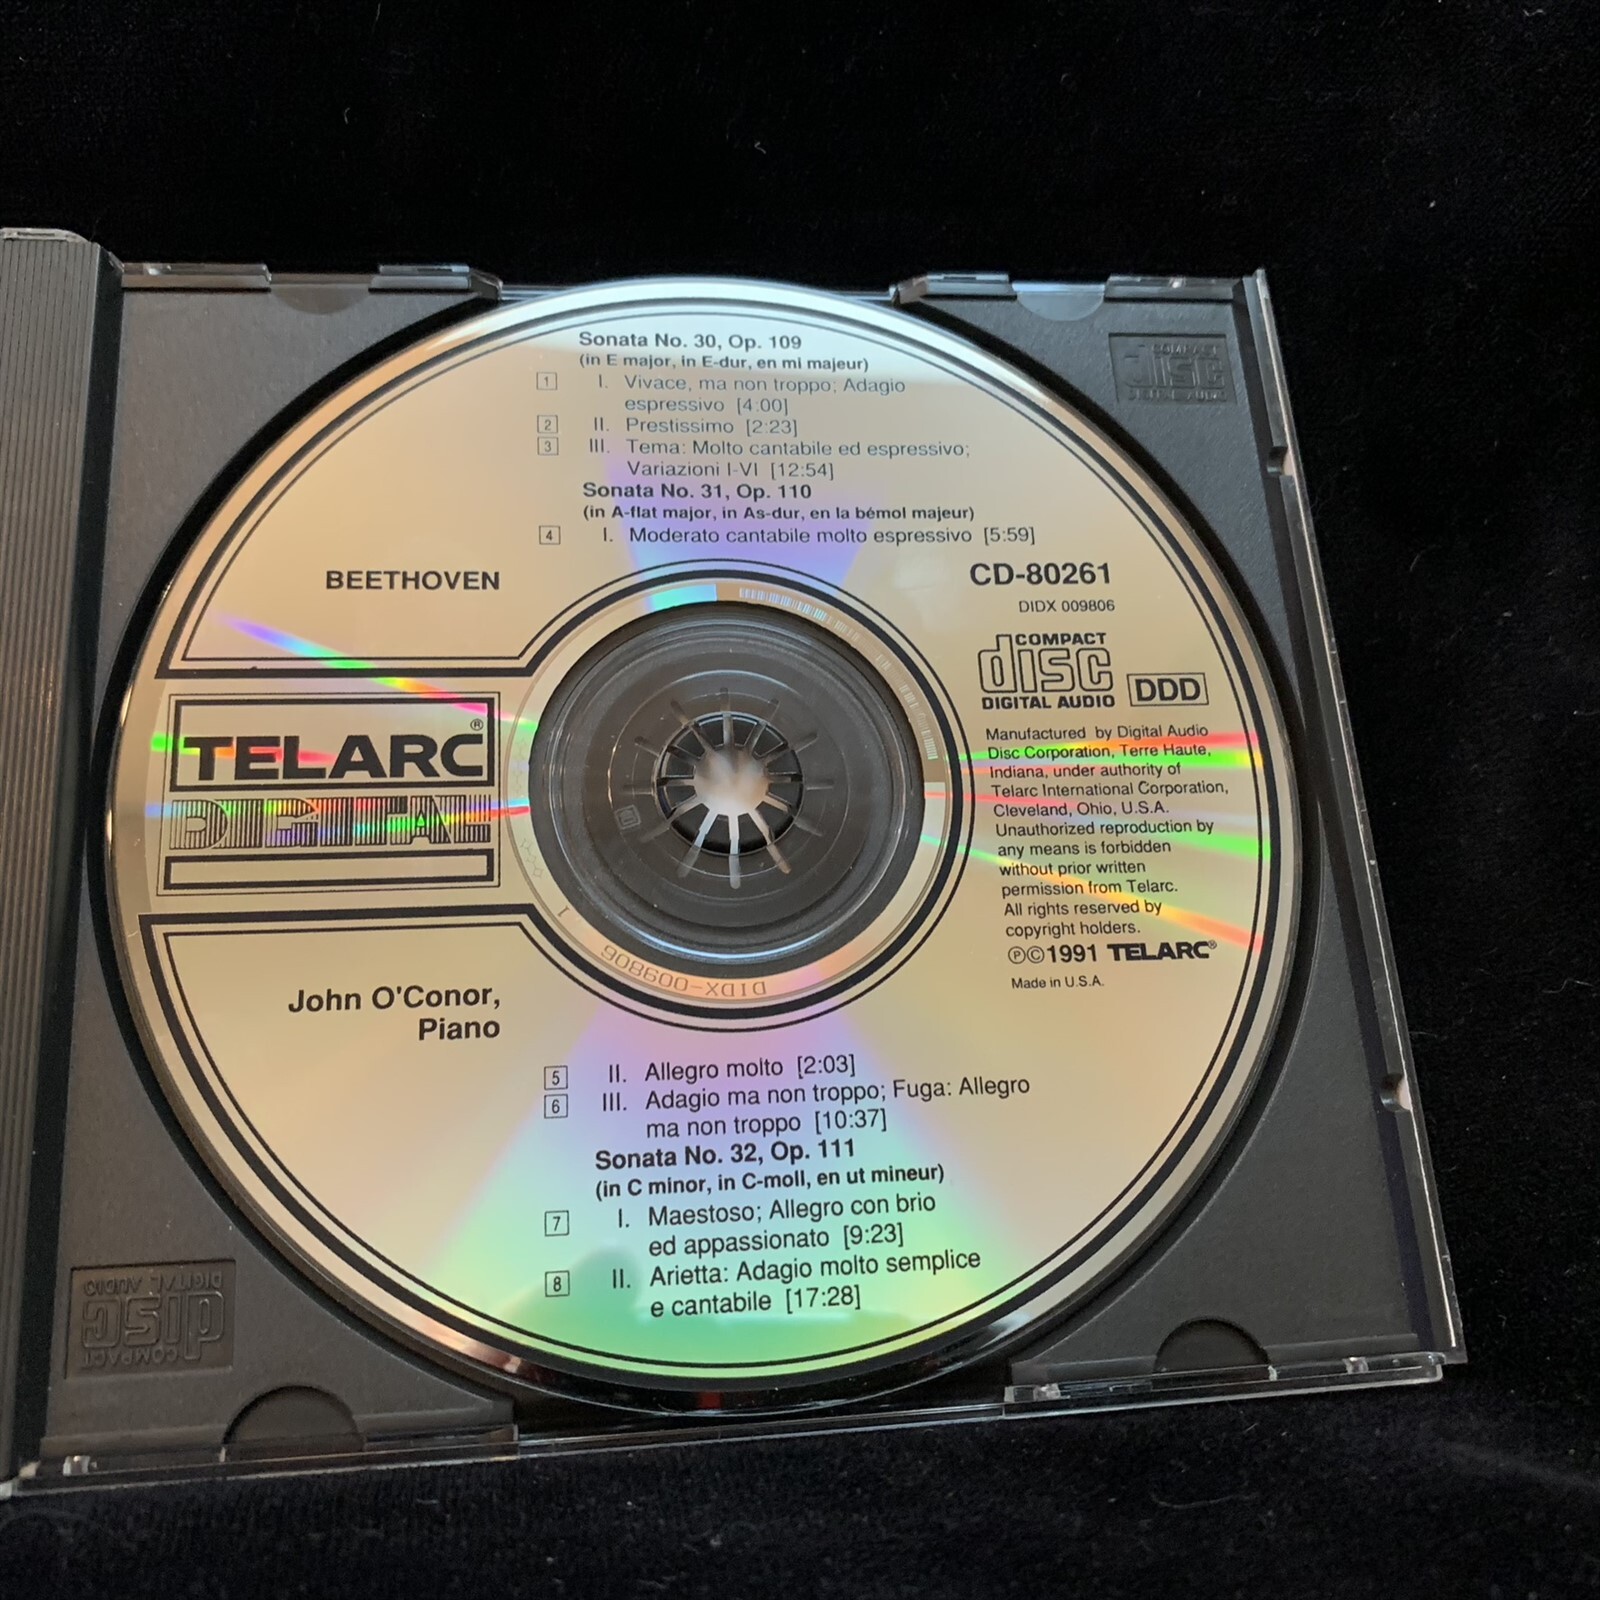 Sonata No. 30, Op. 109
(in E major, in E-dur, en mi majeur)
1 I. Vivace, ma non troppo; Adagio
espressivo [4:00]
2 II. Prestissimo [2:23]
3 III. Tema: Molto cantabile ed espressivo;
Variazioni I-VI [12:54]
Sonata No. 31, Op. 110
(in A-flat major, in As-dur, en la bémol majeur)
4 I. Moderato cantabile molto espressivo [5:59]
BEETHOVEN
CD-80261
DIDX 009806
COMPACT
disc
DIGITAL AUDIO
DDD
TELARC®
DIGITAL
Manufactured by Digital Audio
Disc Corporation, Terre Haute,
Indiana, under authority of
Telarc International Corporation,
Cleveland, Ohio, U.S.A.
Unauthorized reproduction by
any means is forbidden
without prior written
permission from Telarc.
All rights reserved by
copyright holders.
℗©1991 TELARC®
Made in U.S.A.
DIDX-009806 1
John O'Conor,
Piano
5 II. Allegro molto [2:03]
6 III. Adagio ma non troppo; Fuga: Allegro
ma non troppo [10:37]
Sonata No. 32, Op. 111
(in C minor, in C-moll, en ut mineur)
7 I. Maestoso; Allegro con brio
ed appassionato [9:23]
8 II. Arietta: Adagio molto semplice
e cantabile [17:28]
COMPACT
disc
DIGITAL AUDIO
COMPACT
disc
DIGITAL AUDIO